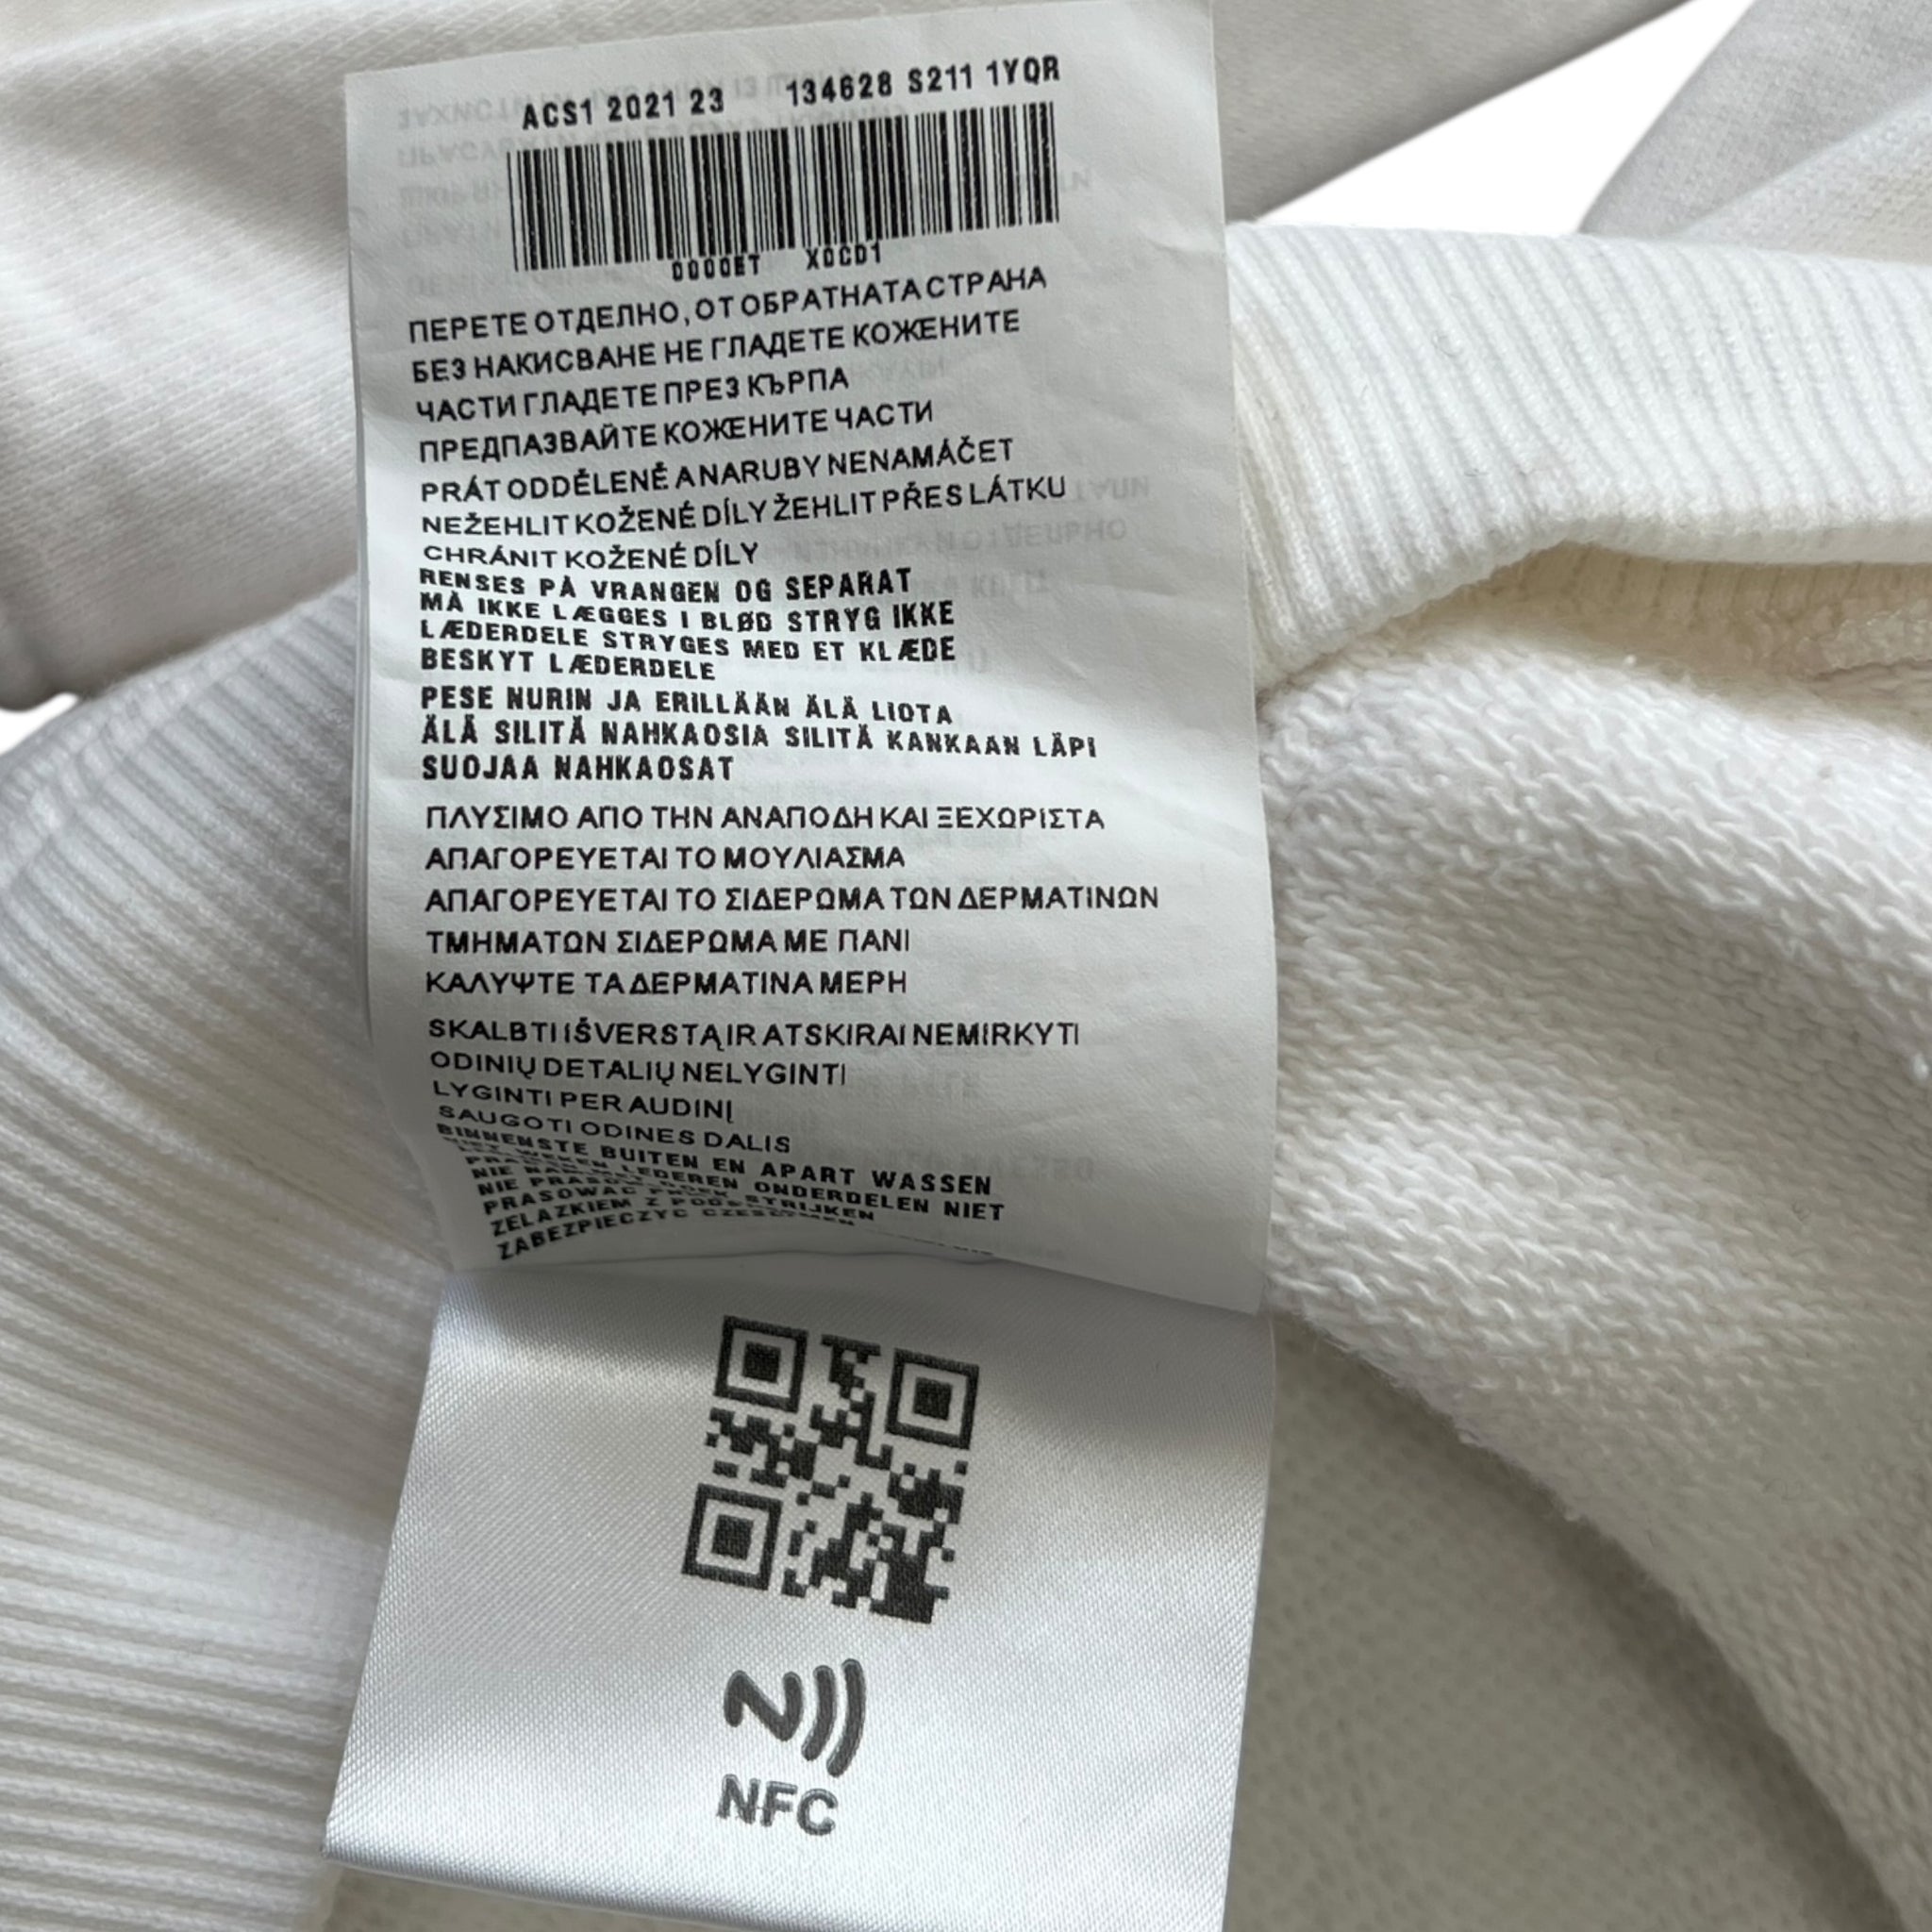 ACS1 2021 23 134628 S211 1YQR
0000ET X0CD1
ПЕРЕТЕ ОТДЕЛНО, ОТ ОБРАТНАТА СТРАНА
БЕЗ НАКИСВАНЕ НЕ ГЛАДЕТЕ КОЖЕНИТЕ
ЧАСТИ ГЛАДЕТЕ ПРЕЗ КЪРПА
ПРЕДПАЗВАЙТЕ КОЖЕНИТЕ ЧАСТИ
PRÁT ODDĚLENĚ A NARUBY NENAMÁČET
NEŽEHLIT KOŽENÉ DÍLY ŽEHLIT PŘES LÁTKU
CHRÁNIT KOŽENÉ DÍLY
RENSES PÅ VRANGEN OG SEPARAT
MÅ IKKE LÆGGES I BLØD STRYG IKKE
LÆDERDELE STRYGES MED ET KLÆDE
BESKYT LÆDERDELE
PESE NURIN JA ERILLÄÄN ÄLÄ LIOTA
ÄLÄ SILITÄ NAHKAOSIA SILITÄ KANKAAN LÄPI
SUOJAA NAHKAOSAT
ΠΛΥΣΙΜΟ ΑΠΟ ΤΗΝ ΑΝΑΠΟΔΗ ΚΑΙ ΞΕΧΩΡΙΣΤΑ
ΑΠΑΓΟΡΕΥΕΤΑΙ ΤΟ ΜΟΥΛΙΑΣΜΑ
ΑΠΑΓΟΡΕΥΕΤΑΙ ΤΟ ΣΙΔΕΡΩΜΑ ΤΩΝ ΔΕΡΜΑΤΙΝΩΝ
ΤΜΗΜΑΤΩΝ ΣΙΔΕΡΩΜΑ ΜΕ ΠΑΝΙ
ΚΑΛΥΨΤΕ ΤΑ ΔΕΡΜΑΤΙΝΑ ΜΕΡΗ
SKALBTI IŠVERSTĄ IR ATSKIRAI NEMIRKYTI
ODINIŲ DETALIŲ NELYGINTI
LYGINTI PER AUDINĮ
SAUGOTI ODINES DALIS
BINNENSTE BUITEN EN APART WASSEN
NIET WEKEN LEDEREN ONDERDELEN NIET
STRIJKEN
PRASOWAC
ZELAZKIEM Z
ZABEZPIECZYC
NFC